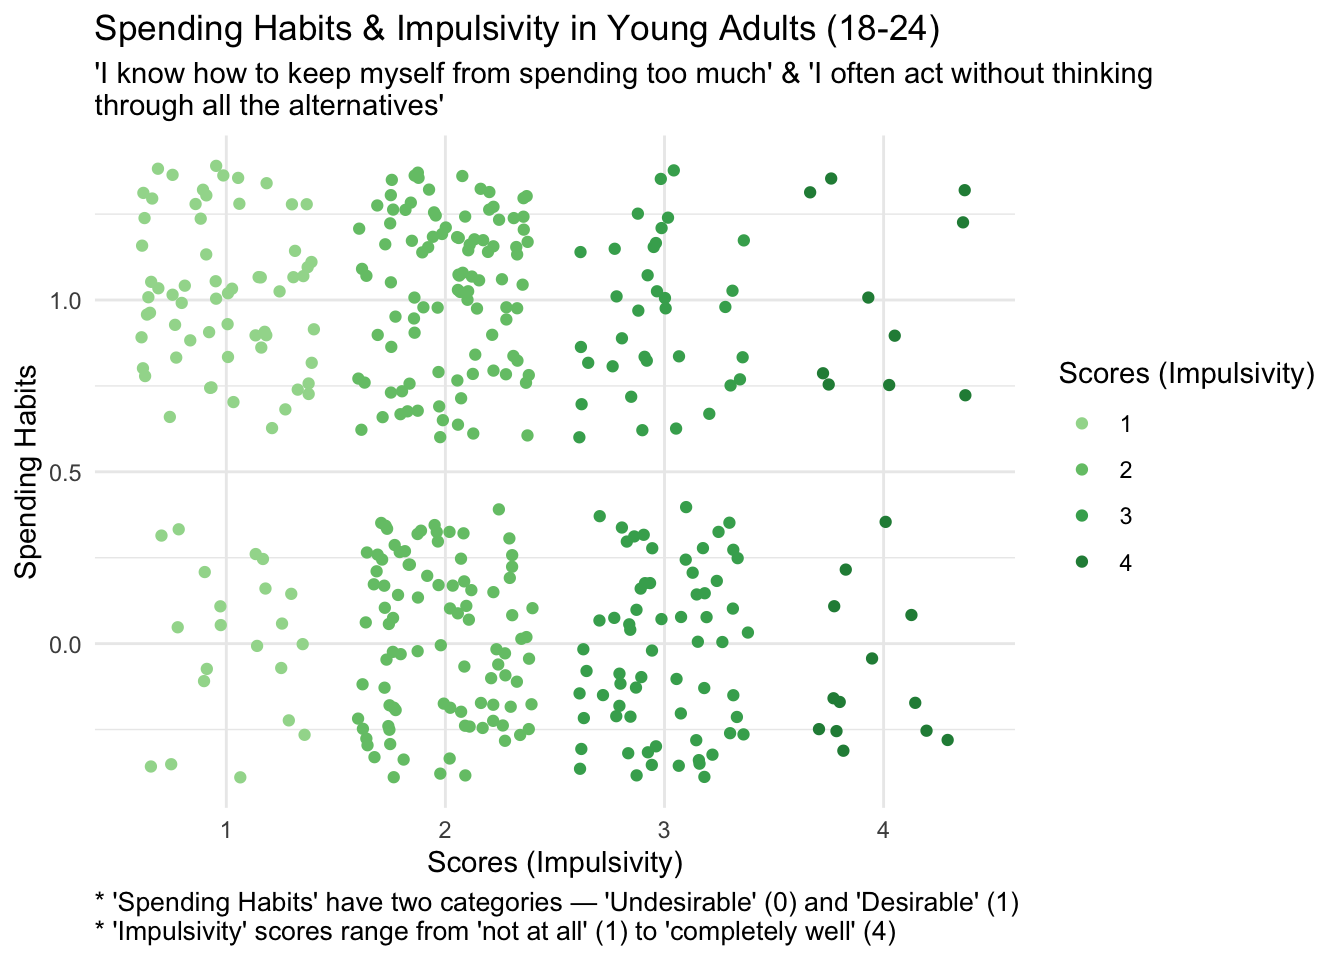 Spending Habits & Impulsivity in Young Adults (18-24)
'I know how to keep myself from spending too much' & 'I often act without thinking
through all the alternatives'
Spending Habits
1.0
0.5
0.0
1
2
3
4
Scores (Impulsivity)
Scores (Impulsivity)
1
2
3
4
* 'Spending Habits' have two categories — 'Undesirable' (0) and 'Desirable' (1)
* 'Impulsivity' scores range from 'not at all' (1) to 'completely well' (4)